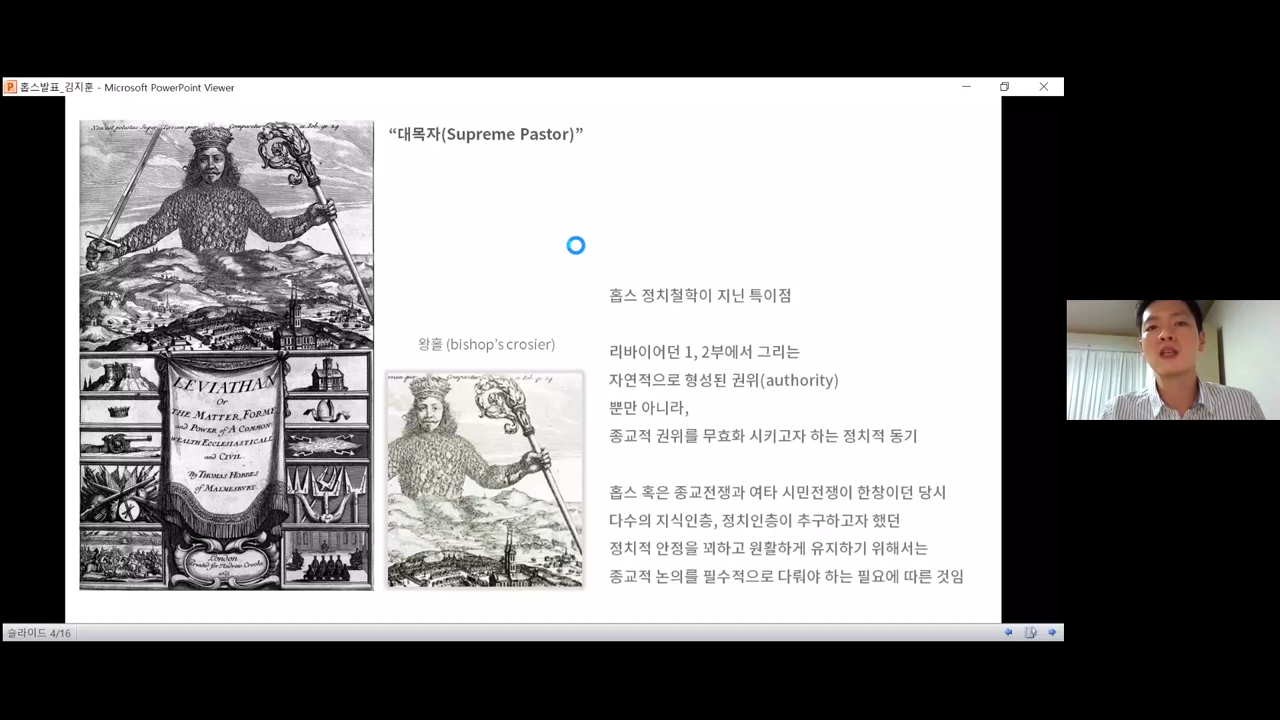 홉스발표_김지훈 - Microsoft PowerPoint Viewer
“대목자(Supreme Pastor)”
홉스 정치철학이 지닌 특이점
왕홀 (bishop’s crosier)
리바이어던 1, 2부에서 그리는
자연적으로 형성된 권위(authority)
뿐만 아니라,
종교적 권위를 무효화 시키고자 하는 정치적 동기
홉스 혹은 종교전쟁과 여타 시민전쟁이 한창이던 당시
다수의 지식인층, 정치인층이 추구하고자 했던
정치적 안정을 꾀하고 원활하게 유지하기 위해서는
종교적 논의를 필수적으로 다뤄야 하는 필요에 따른 것임
LEVIATHAN
Or
THE MATTER, FORME
and POWER of A COMMON
WEALTH ECCLESIASTICALL
and CIVIL.
By THOMAS HOBBES
of MALMESBURY.
London
슬라이드 4/16